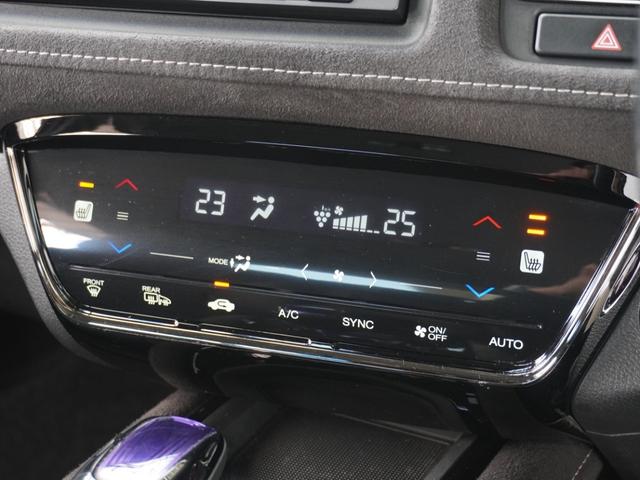 23 25
MODE
FRONT
REAR
A/C
SYNC
ON/
OFF
AUTO